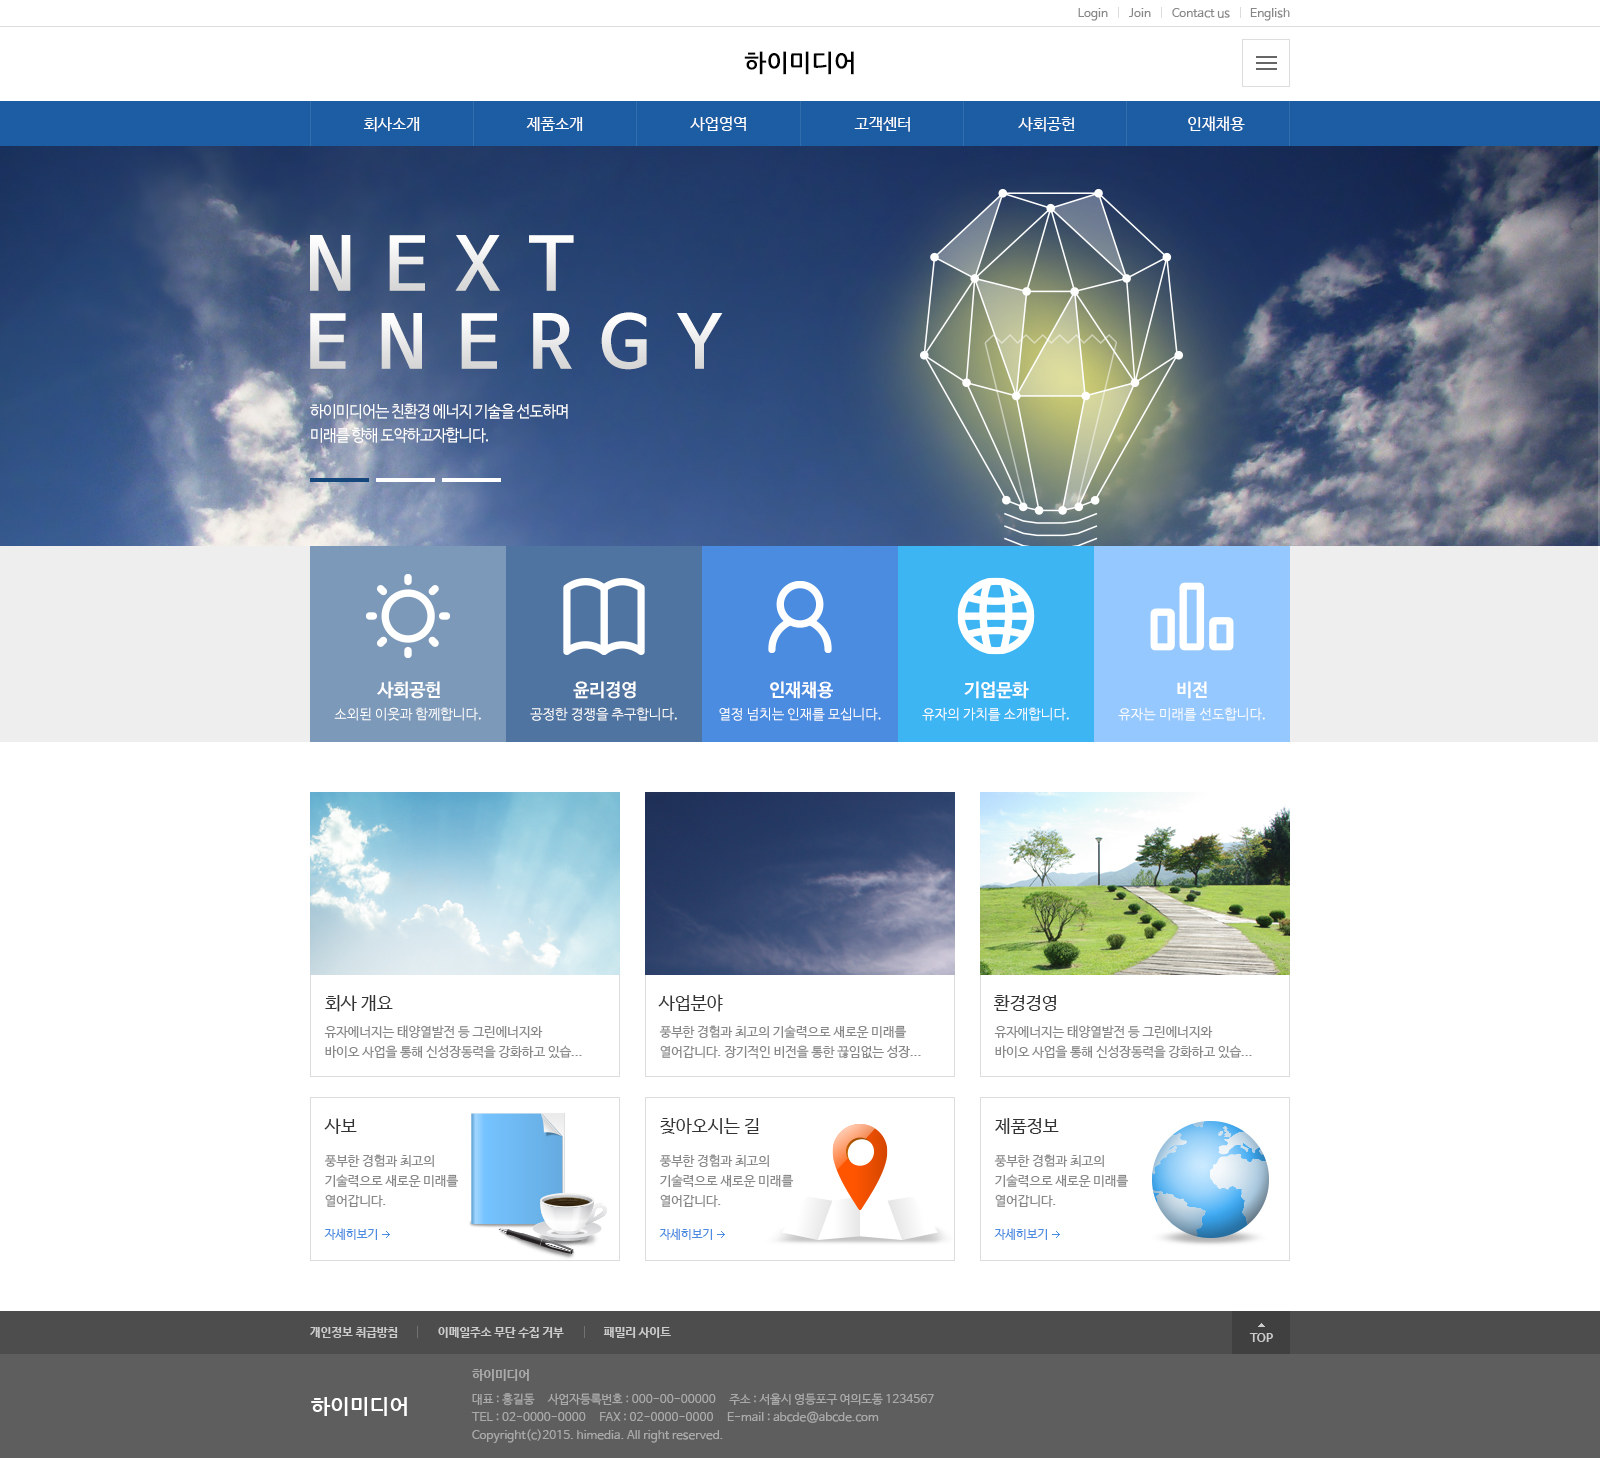 Login
Join
Contact us
English
하이미디어
회사소개
제품소개
사업영역
고객센터
사회공헌
인재채용
NEXT
ENERGY
하이미디어는 친환경 에너지 기술을 선도하며
미래를 향해 도약하고자합니다.
사회공헌
소외된 이웃과 함께합니다.
윤리경영
공정한 경쟁을 추구합니다.
인재채용
열정 넘치는 인재를 모십니다.
기업문화
유자의 가치를 소개합니다.
비전
유자는 미래를 선도합니다.
회사 개요
유자에너지는 태양열발전 등 그린에너지와
바이오 사업을 통해 신성장동력을 강화하고 있습...
사업분야
풍부한 경험과 최고의 기술력으로 새로운 미래를
열어갑니다. 장기적인 비전을 통한 끊임없는 성장...
환경경영
유자에너지는 태양열발전 등 그린에너지와
바이오 사업을 통해 신성장동력을 강화하고 있습...
사보
풍부한 경험과 최고의
기술력으로 새로운 미래를
열어갑니다.
자세히보기 →
찾아오시는 길
풍부한 경험과 최고의
기술력으로 새로운 미래를
열어갑니다.
자세히보기 →
제품정보
풍부한 경험과 최고의
기술력으로 새로운 미래를
열어갑니다.
자세히보기 →
개인정보 취급방침
이메일주소 무단 수집 거부
패밀리 사이트
TOP
하이미디어
하이미디어
대표 : 홍길동 사업자등록번호 : 000-00-00000 주소 : 서울시 영등포구 여의도동 1234567
TEL : 02-0000-0000 FAX : 02-0000-0000 E-mail : abcde@abcde.com
Copyright(c)2015. himedia. All right reserved.